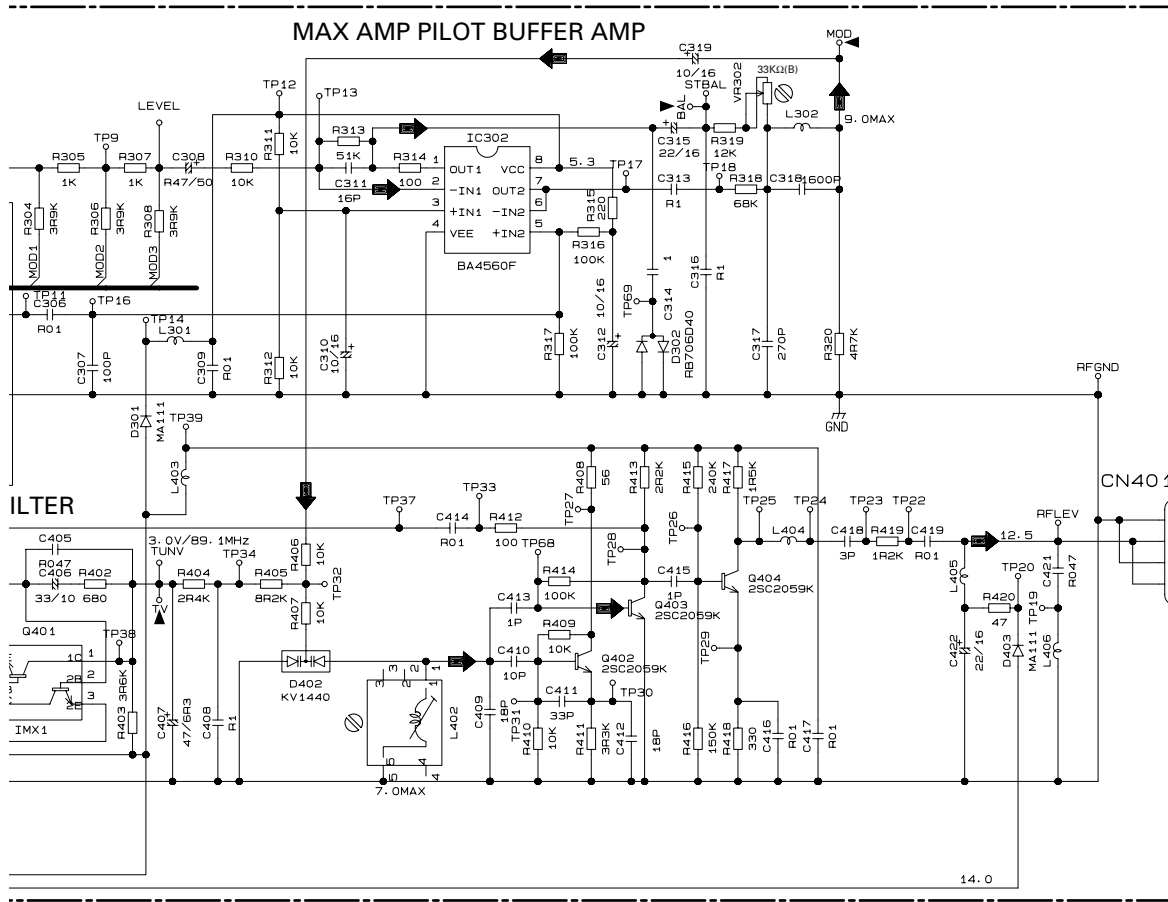 MAX AMP PILOT BUFFER AMP
C319
10/16
MOD
TP12
TP13
STBAL
BAL
VR302
33KΩ(B)
LEVEL
9.0MAX
TP9
R311
10K
R313
51K
C311
16P
R314
100
IC302
OUT1
-IN1
+IN1
VEE
VCC
OUT2
-IN2
+IN2
1
2
3
4
8
7
6
5
BA4560F
5.3
TP17
C315
22/16
R319
12K
L302
TP18
R305
1K
R307
1K
C308
R47/50
R310
10K
C313
R1
R318
68K
C318
1600P
R304
3R9K
R306
3R9K
R308
3R9K
MOD1
MOD2
MOD3
R315
220
R316
100K
1
C314
C316
R1
TP11
C306
R01
TP16
TP14
L301
10/16
TP69
C307
100P
C309
R01
R312
10K
C310
10/16
R317
100K
C312
D302
RB706D40
C317
270P
R320
4R7K
RFGND
GND
D301
MA111
TP39
L403
ILTER
R408
56
R413
2R2K
R415
240K
R417
1R5K
CN401
TP37
TP33
C414
R01
R412
100
TP27
TP28
TP26
TP25
TP24
L404
TP23
TP22
C418
3P
R419
1R2K
C419
R01
RFLEV
12.5
C405
R047
C406
33/10
R402
680
3.0V/89.1MHz
TUNV
TV
TP34
R404
2R4K
R405
8R2K
R406
10K
TP32
R407
10K
TP68
R414
100K
C415
1P
Q404
2SC2059K
Q403
2SC2059K
C413
1P
R409
10K
Q402
2SC2059K
C410
10P
TP29
TP20
L405
R420
47
TP19
C421
R047
Q401
TP38
1C
1
2B
2
2E
3
IMX1
R403
3R6K
C407
47/6R3
C408
R1
D402
KV1440
3
2
1
L402
5
4
7.0MAX
C409
18P
TP31
C411
33P
TP30
R410
10K
R411
3R3K
C412
18P
R416
150K
R418
330
C416
R01
C417
R01
C422
22/16
D403
MA111
L406
14.0